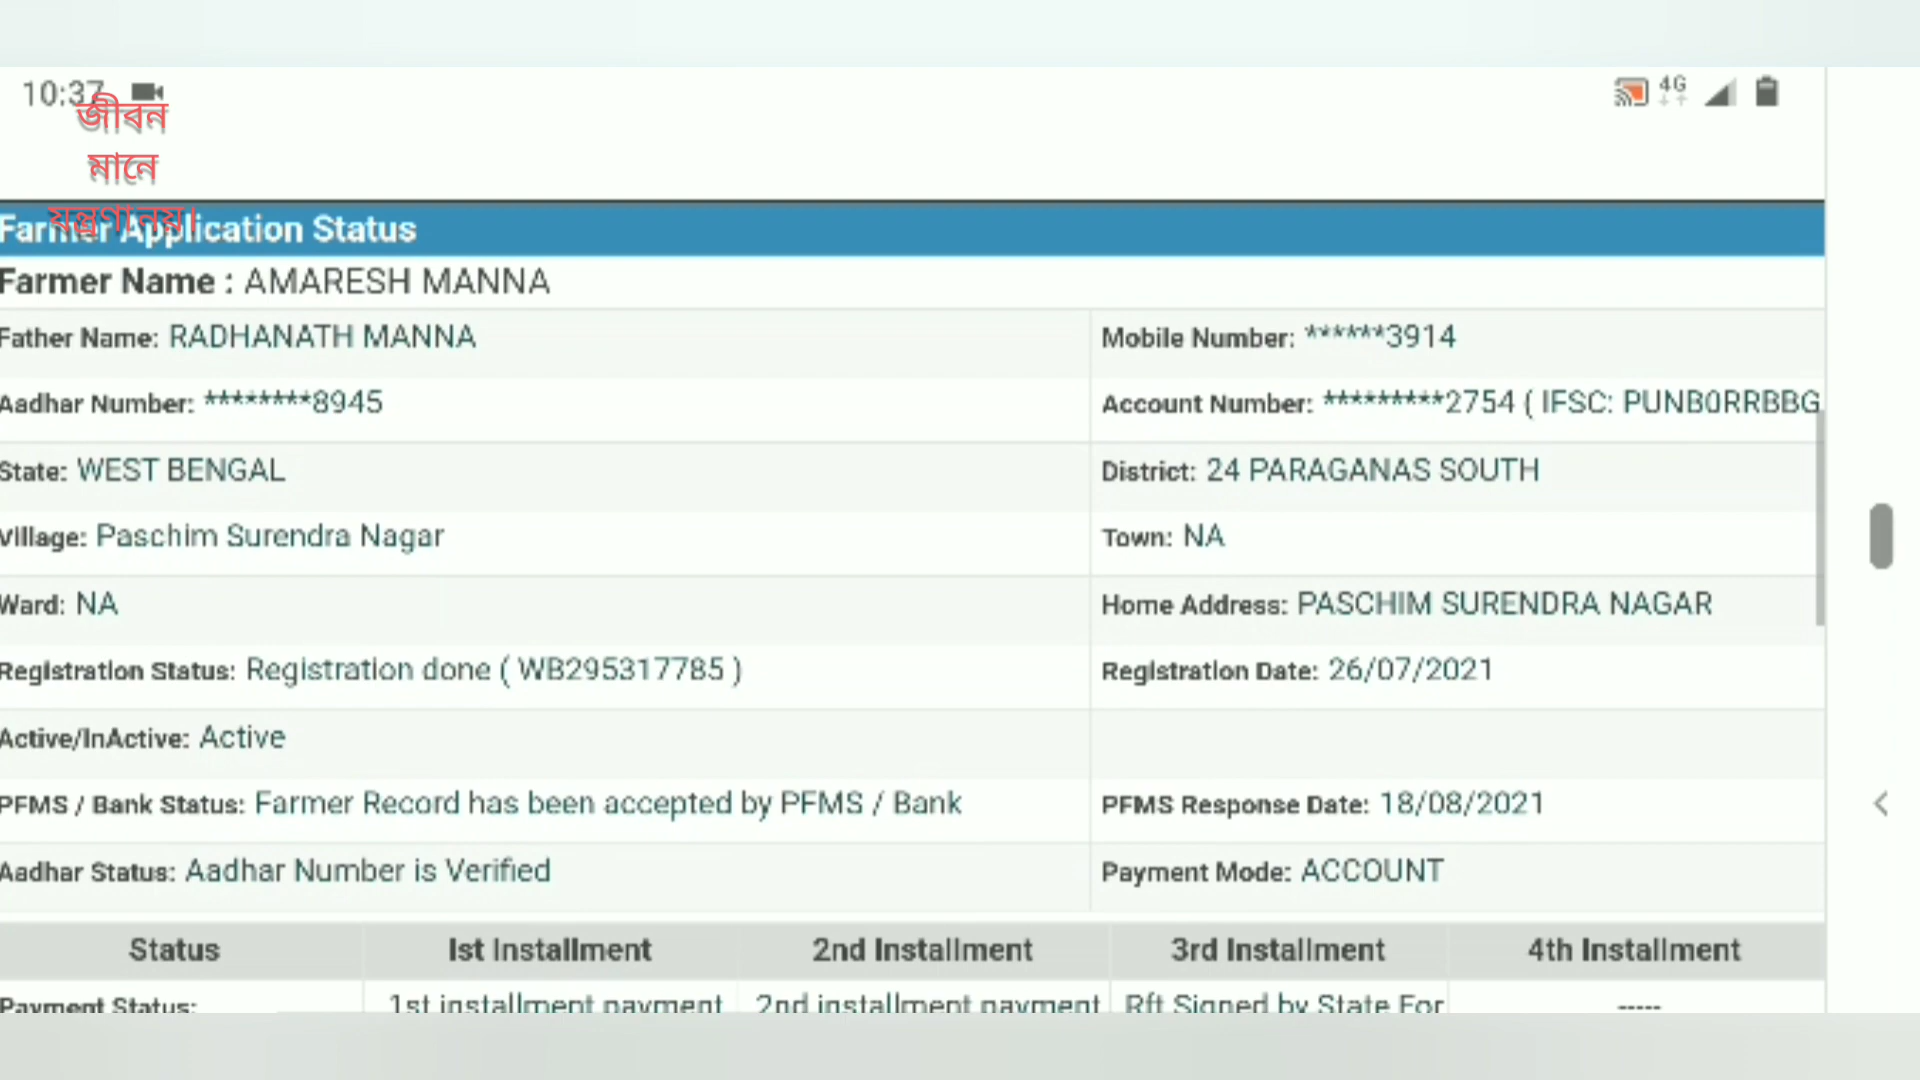 10:37
4G
জীবন
মানে
যন্ত্রণা নয়।
Farmer Application Status
Farmer Name : AMARESH MANNA
Father Name: RADHANATH MANNA
Mobile Number: ******3914
Aadhar Number: ********8945
Account Number: *********2754 ( IFSC: PUNB0RRBBG
State: WEST BENGAL
District: 24 PARAGANAS SOUTH
Village: Paschim Surendra Nagar
Town: NA
Ward: NA
Home Address: PASCHIM SURENDRA NAGAR
Registration Status: Registration done ( WB295317785 )
Registration Date: 26/07/2021
Active/InActive: Active
PFMS / Bank Status: Farmer Record has been accepted by PFMS / Bank
PFMS Response Date: 18/08/2021
Aadhar Status: Aadhar Number is Verified
Payment Mode: ACCOUNT
Status Ist Installment 2nd Installment 3rd Installment 4th Installment
Payment Status: 1st installment payment 2nd installment payment Rft Signed by State For -----